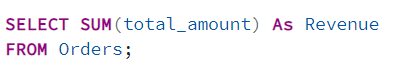 SELECT SUM(total_amount) As Revenue
FROM Orders;